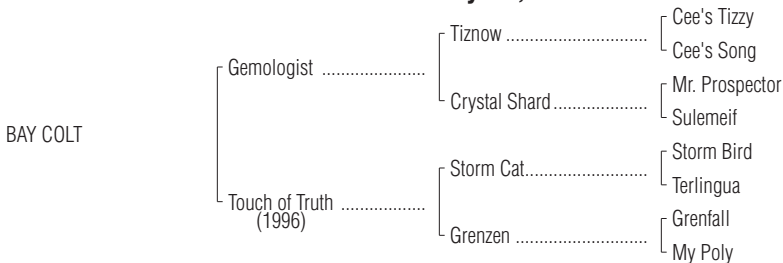 Cee's Tizzy
Tiznow ..............................
Cee's Song
Gemologist ......................
Mr. Prospector
Crystal Shard....................
Sulemeif
BAY COLT
Storm Bird
Storm Cat..........................
Terlingua
Touch of Truth ..................
(1996)
Grenfall
Grenzen ............................
My Poly